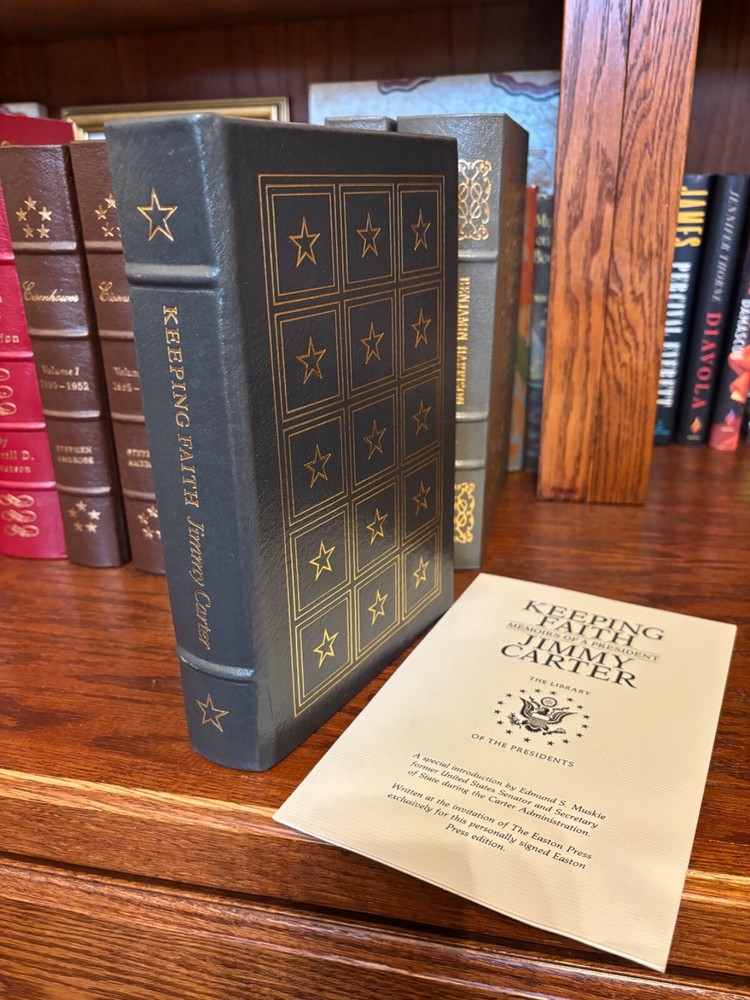 KEEPING FAITH Jimmy Carter
KEEPING
FAITH
MEMOIRS OF A PRESIDENT
JIMMY
CARTER
THE LIBRARY
OF THE PRESIDENTS
A special introduction by Edmund S. Muskie
former United States Senator and Secretary
of State during the Carter Administration.
Written at the invitation of The Easton Press
exclusively for this personally signed Easton
Press edition.
Eisenhower
Volume I
1890-1952
STEPHEN
AMBROSE
BENJAMIN HARRISON
JAMES
PERCIVAL EVERETT
JENNIFER THORNE
DIAVOLA
DAMASCUS